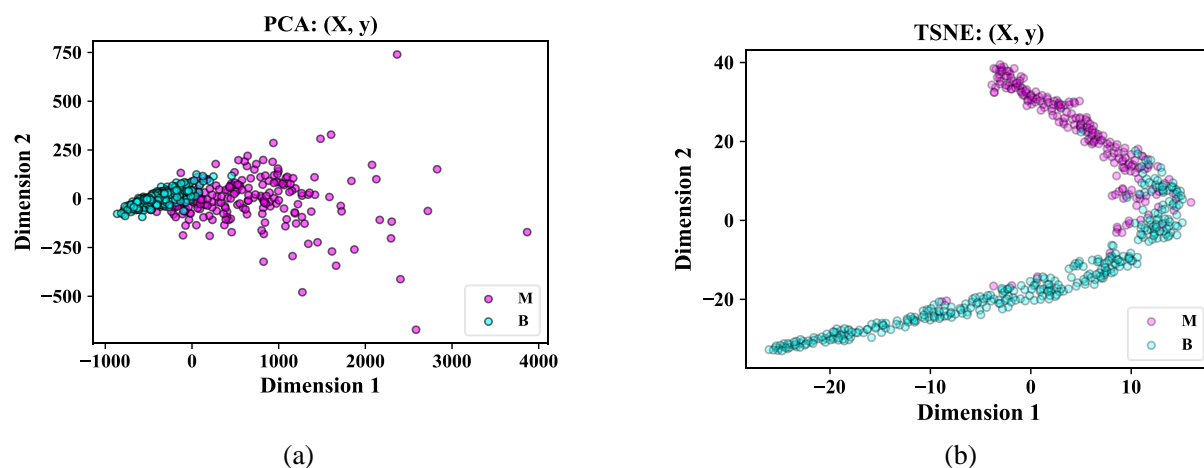 PCA: (X, y)
750
500
250
0
−250
−500
Dimension 2
−1000
0
1000
2000
3000
4000
Dimension 1
M
B
(a)
TSNE: (X, y)
40
20
0
−20
Dimension 2
−20
−10
0
10
Dimension 1
M
B
(b)